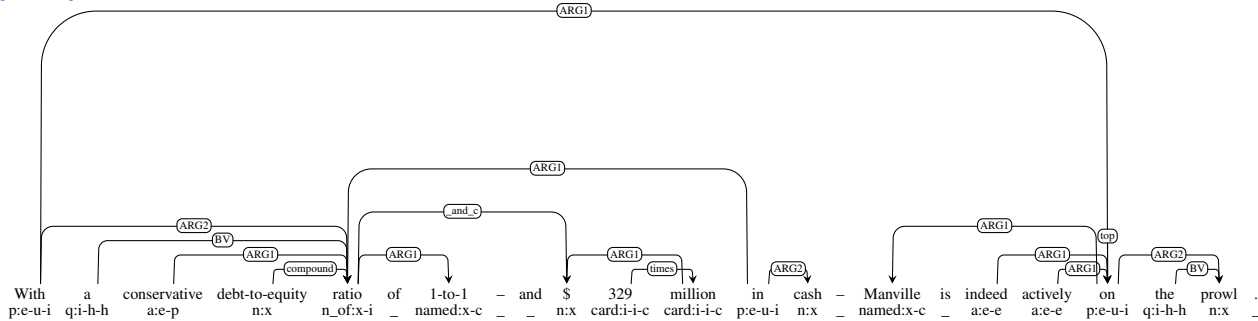 ARG1
ARG1
_and_c
ARG2 ARG1 top
BV
ARG1 ARG1 ARG1 ARG1 ARG2
compound times ARG2 ARG1 BV
With a conservative debt-to-equity ratio of 1-to-1 – and $ 329 million in cash – Manville is indeed actively on the prowl .
p:e-u-i q:i-h-h a:e-p n:x n_of:x-i _ named:x-c _ _ n:x card:i-i-c card:i-i-c p:e-u-i n:x _ named:x-c _ a:e-e a:e-e p:e-u-i q:i-h-h n:x _